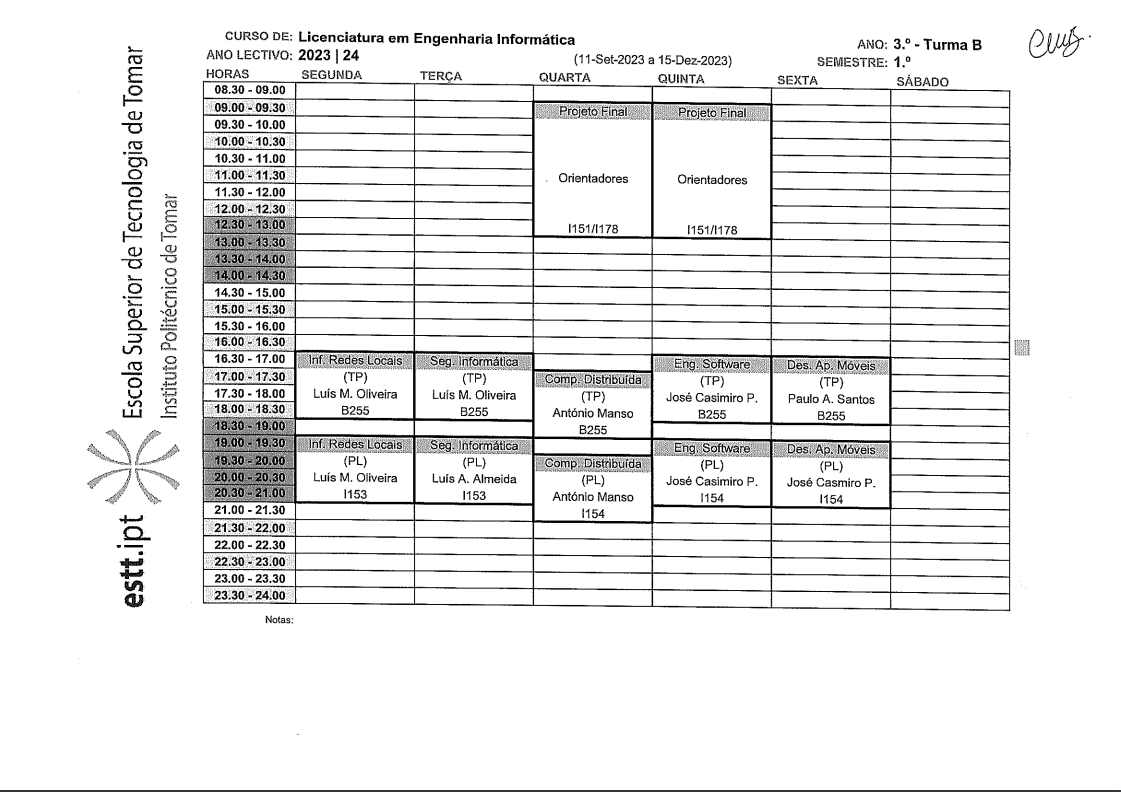 CURSO DE: Licenciatura em Engenharia Informática
ANO LECTIVO: 2023 | 24
(11-Set-2023 a 15-Dez-2023)
ANO: 3.º - Turma B
SEMESTRE: 1.º
HORAS SEGUNDA TERÇA QUARTA QUINTA SEXTA SÁBADO
08.30 - 09.00
09.00 - 09.30 Projeto Final Projeto Final
09.30 - 10.00
10.00 - 10.30
10.30 - 11.00
11.00 - 11.30 Orientadores Orientadores
11.30 - 12.00
12.00 - 12.30
12.30 - 13.00 I151/I178 I151/I178
13.00 - 13.30
13.30 - 14.00
14.00 - 14.30
14.30 - 15.00
15.00 - 15.30
15.30 - 16.00
16.00 - 16.30
16.30 - 17.00 Inf. Redes Locais Seg. Informática Eng. Software Des. Ap. Móveis
17.00 - 17.30 (TP) (TP) Comp. Distribuída (TP) (TP)
17.30 - 18.00 Luís M. Oliveira Luís M. Oliveira (TP) José Casimiro P. Paulo A. Santos
18.00 - 18.30 B255 B255 António Manso B255 B255
18.30 - 19.00 B255
19.00 - 19.30 Inf. Redes Locais Seg. Informática Eng. Software Des. Ap. Móveis
19.30 - 20.00 (PL) (PL) Comp. Distribuída (PL) (PL)
20.00 - 20.30 Luís M. Oliveira Luís A. Almeida (PL) José Casimiro P. José Casmiro P.
20.30 - 21.00 I153 I153 António Manso I154 I154
21.00 - 21.30 I154
21.30 - 22.00
22.00 - 22.30
22.30 - 23.00
23.00 - 23.30
23.30 - 24.00
Notas:
estt.ipt
Escola Superior de Tecnologia de Tomar
Instituto Politécnico de Tomar